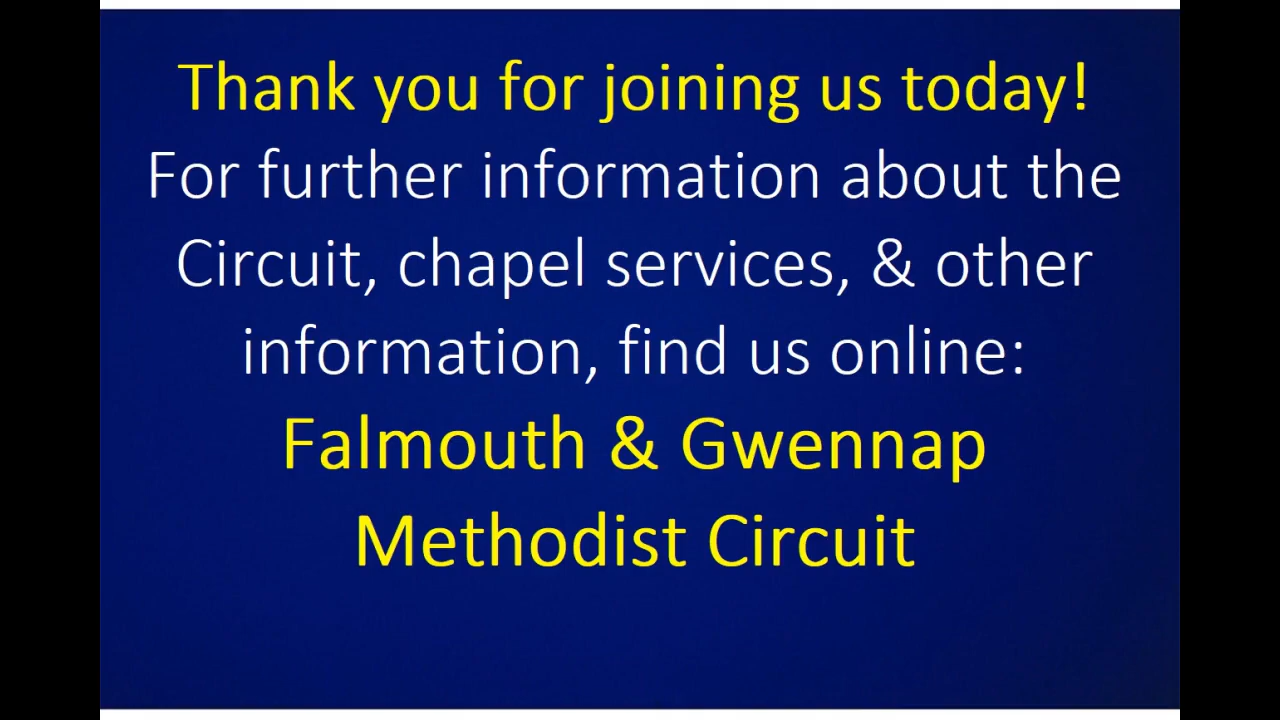 Thank you for joining us today!
For further information about the
Circuit, chapel services, & other
information, find us online:
Falmouth & Gwennap
Methodist Circuit